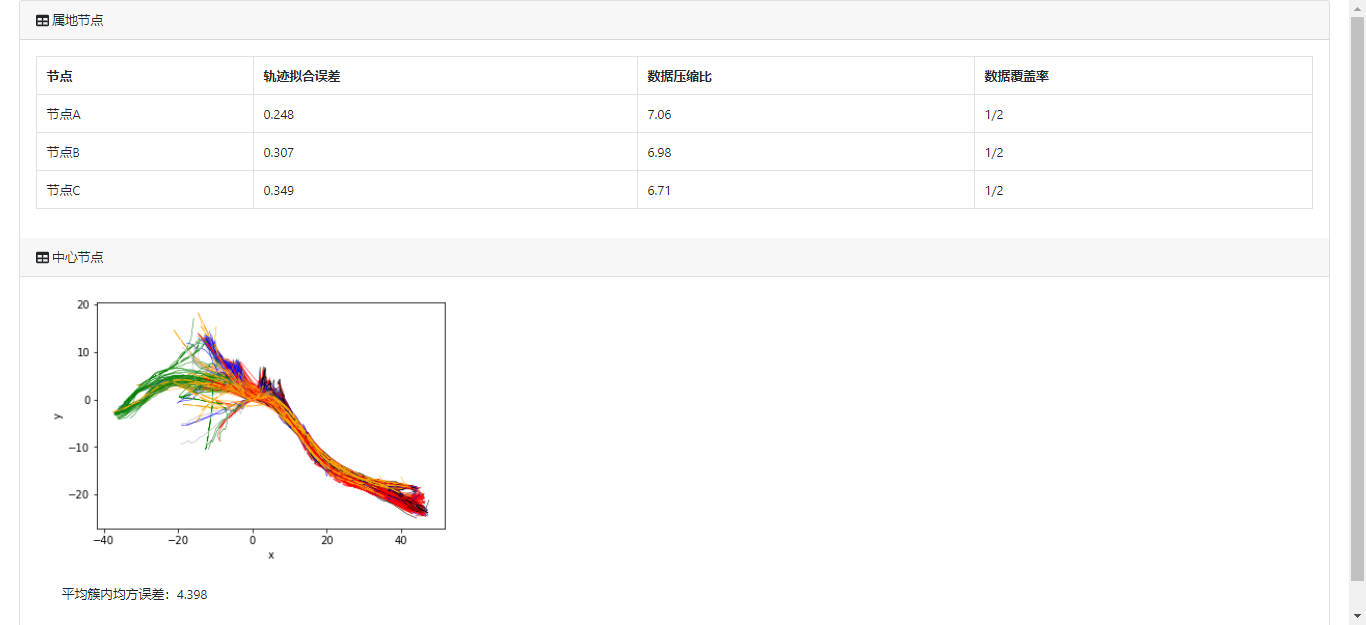 属地节点
节点 轨迹拟合误差 数据压缩比 数据覆盖率
节点A 0.248 7.06 1/2
节点B 0.307 6.98 1/2
节点C 0.349 6.71 1/2
中心节点
20
10
0
−10
−20
y
−40 −20 0 20 40
x
平均簇内均方误差：4.398